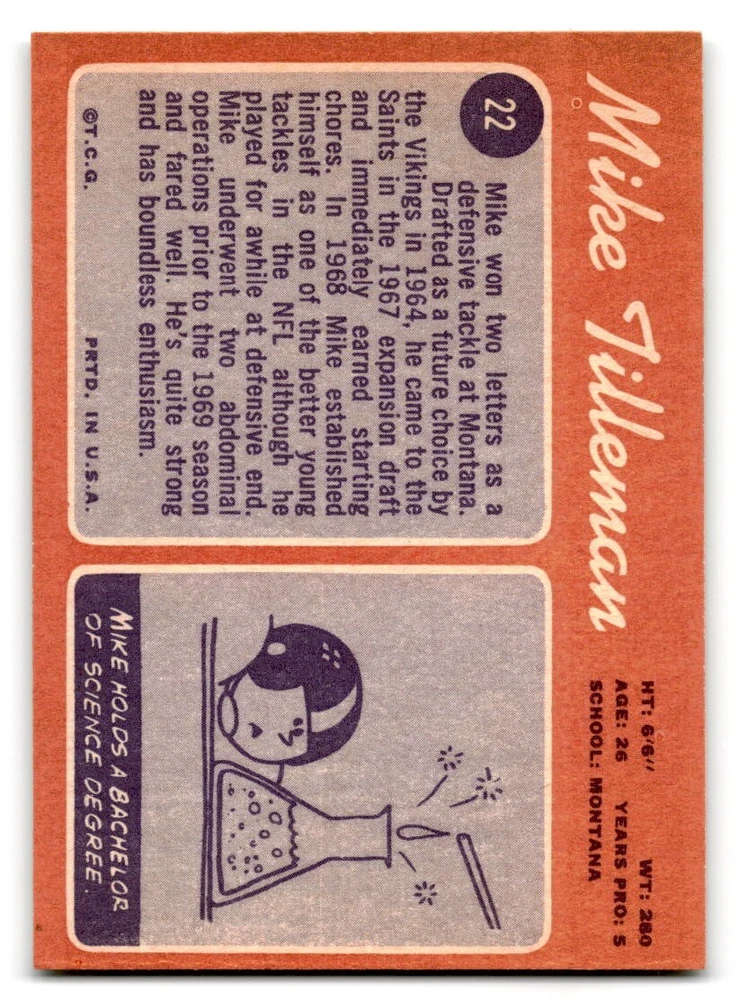 Mike Tilleman
HT: 6'6" WT: 280
AGE: 26 YEARS PRO: 5
SCHOOL: MONTANA
22
Mike won two letters as a
defensive tackle at Montana.
Drafted as a future choice by
the Vikings in 1964, he came to the
Saints in the 1967 expansion draft
and immediately earned starting
chores. In 1968 Mike established
himself as one of the better young
tackles in the NFL although he
played for awhile at defensive end.
Mike underwent two abdominal
operations prior to the 1969 season
and fared well. He's quite strong
and has boundless enthusiasm.
©T.C.G. PRTD. IN U.S.A.
MIKE HOLDS A BACHELOR
OF SCIENCE DEGREE.